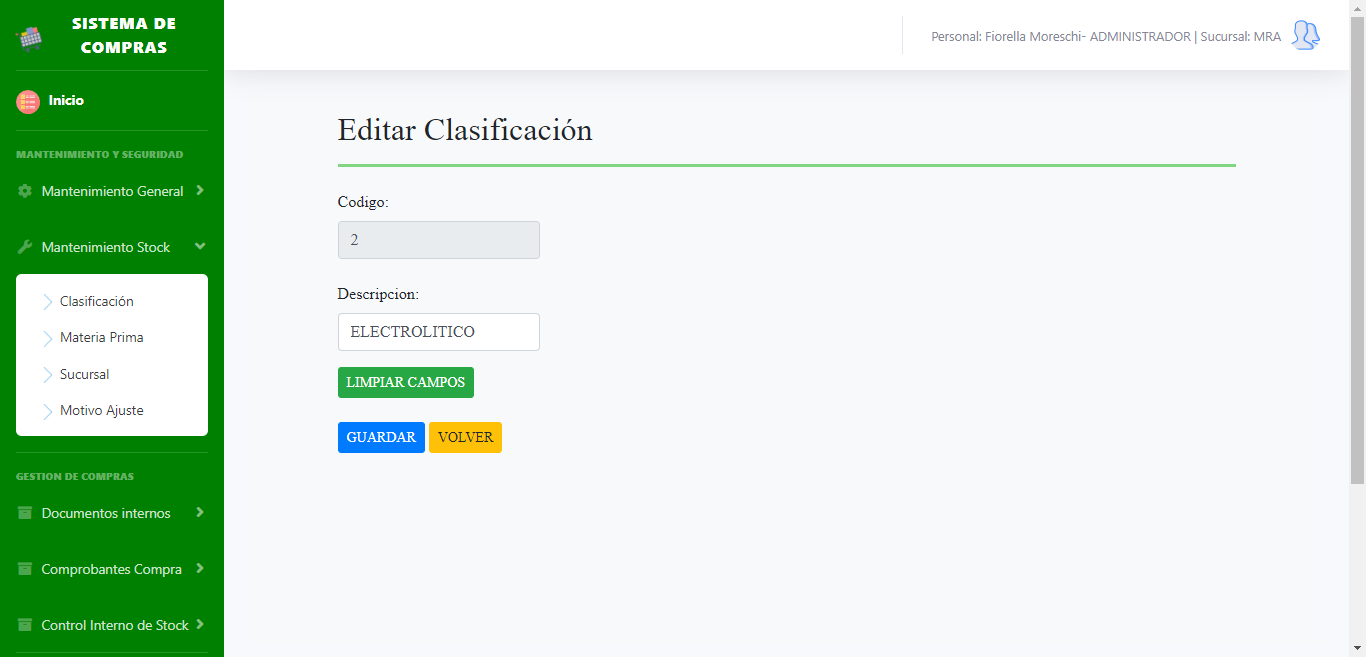 SISTEMA DE
COMPRAS
Inicio
MANTENIMIENTO Y SEGURIDAD
Mantenimiento General
Mantenimiento Stock
Clasificación
Materia Prima
Sucursal
Motivo Ajuste
GESTION DE COMPRAS
Documentos internos
Comprobantes Compra
Control Interno de Stock
Personal: Fiorella Moreschi- ADMINISTRADOR | Sucursal: MRA
Editar Clasificación
Codigo:
2
Descripcion:
ELECTROLITICO
LIMPIAR CAMPOS
GUARDAR VOLVER